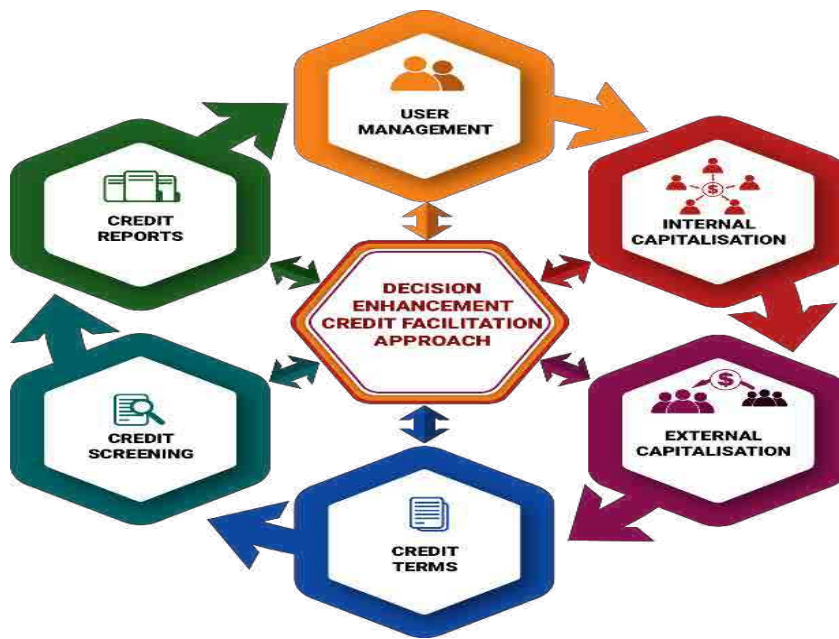 USER
MANAGEMENT
INTERNAL
CAPITALISATION
$
EXTERNAL
CAPITALISATION
$
CREDIT
TERMS
CREDIT
SCREENING
CREDIT
REPORTS
DECISION
ENHANCEMENT
CREDIT FACILITATION
APPROACH